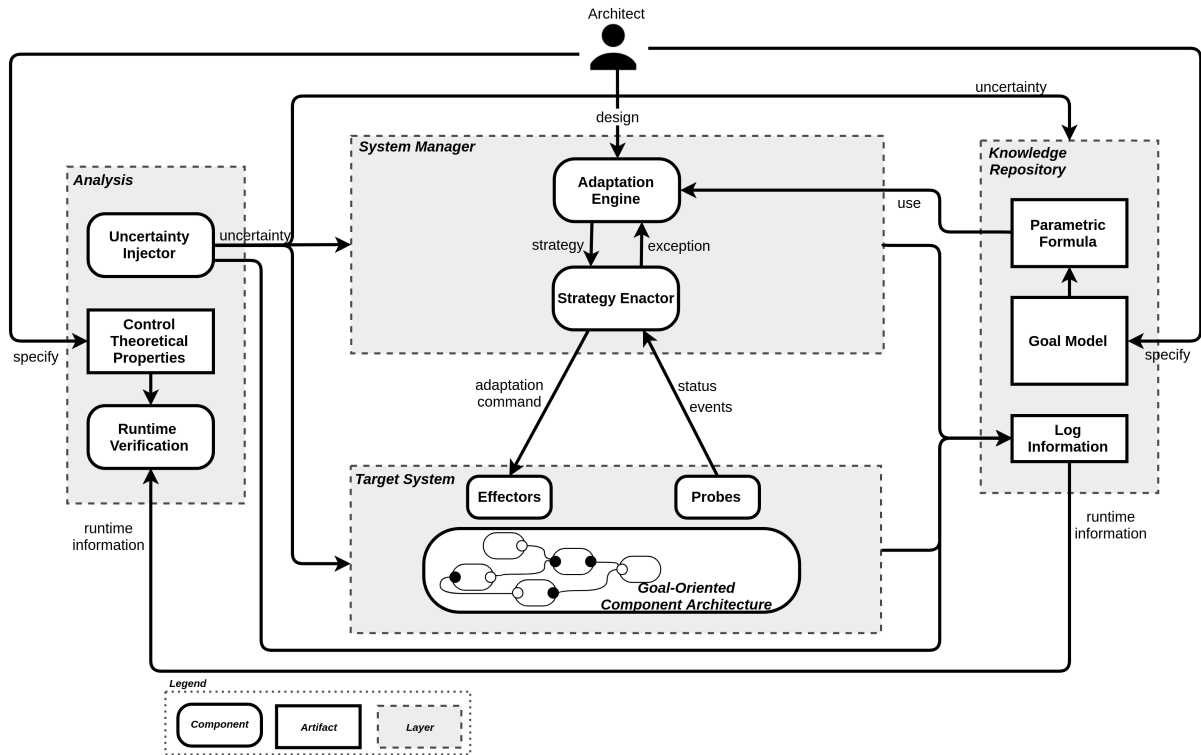 Architect
uncertainty
design
System Manager
Knowledge
Repository
Analysis
Adaptation
Engine
use
Parametric
Formula
Uncertainty
Injector
uncertainty
strategy
exception
Strategy Enactor
Control
Theoretical
Properties
specify
Goal Model
specify
adaptation
command
status
events
Runtime
Verification
Log
Information
Target System
Effectors
Probes
runtime
information
runtime
information
Goal-Oriented
Component Architecture
Legend
Component
Artifact
Layer